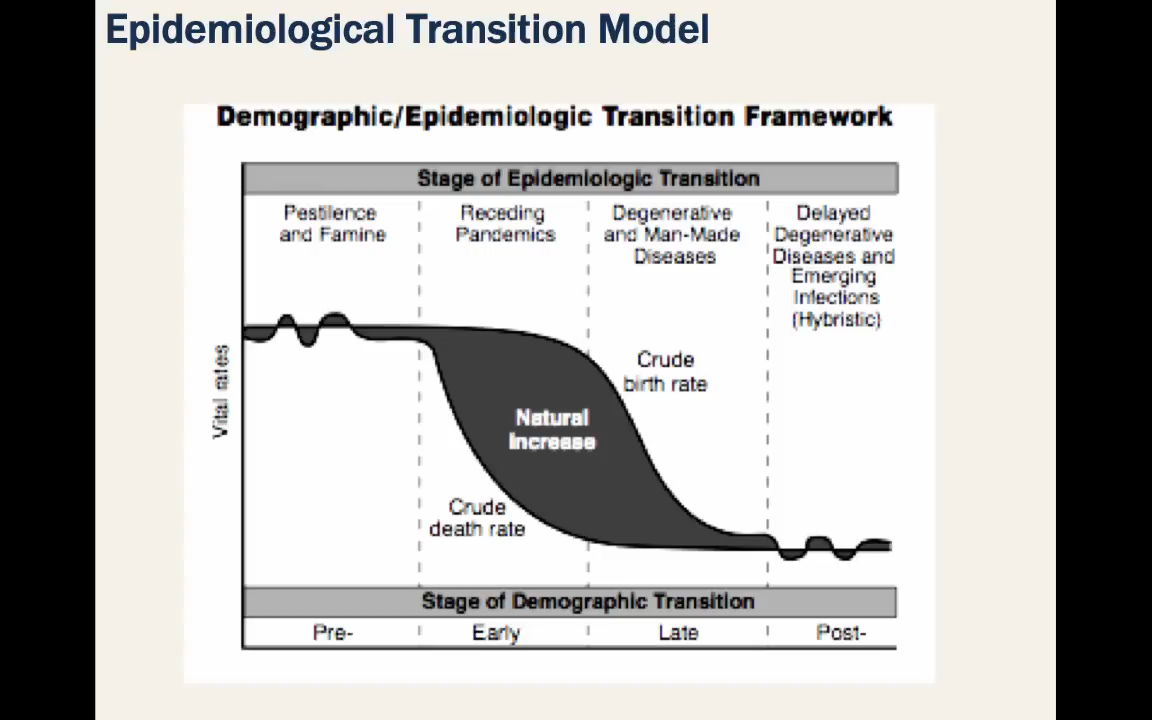 Epidemiological Transition Model
Demographic/Epidemiologic Transition Framework
Stage of Epidemiologic Transition
Pestilence
and Famine
Receding
Pandemics
Degenerative
and Man-Made
Diseases
Delayed
Degenerative
Diseases and
Emerging
Infections
(Hybristic)
Vital rates
Crude
birth rate
Natural
Increase
Crude
death rate
Stage of Demographic Transition
Pre-
Early
Late
Post-